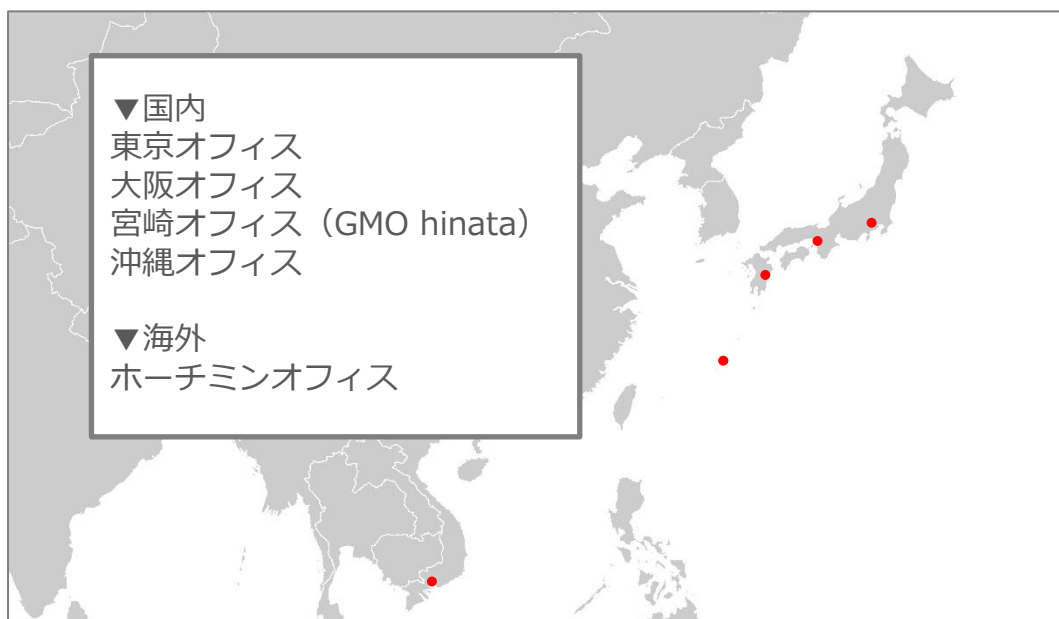 ▼国内
東京オフィス
大阪オフィス
宮崎オフィス（GMO hinata）
沖縄オフィス
▼海外
ホーチミンオフィス